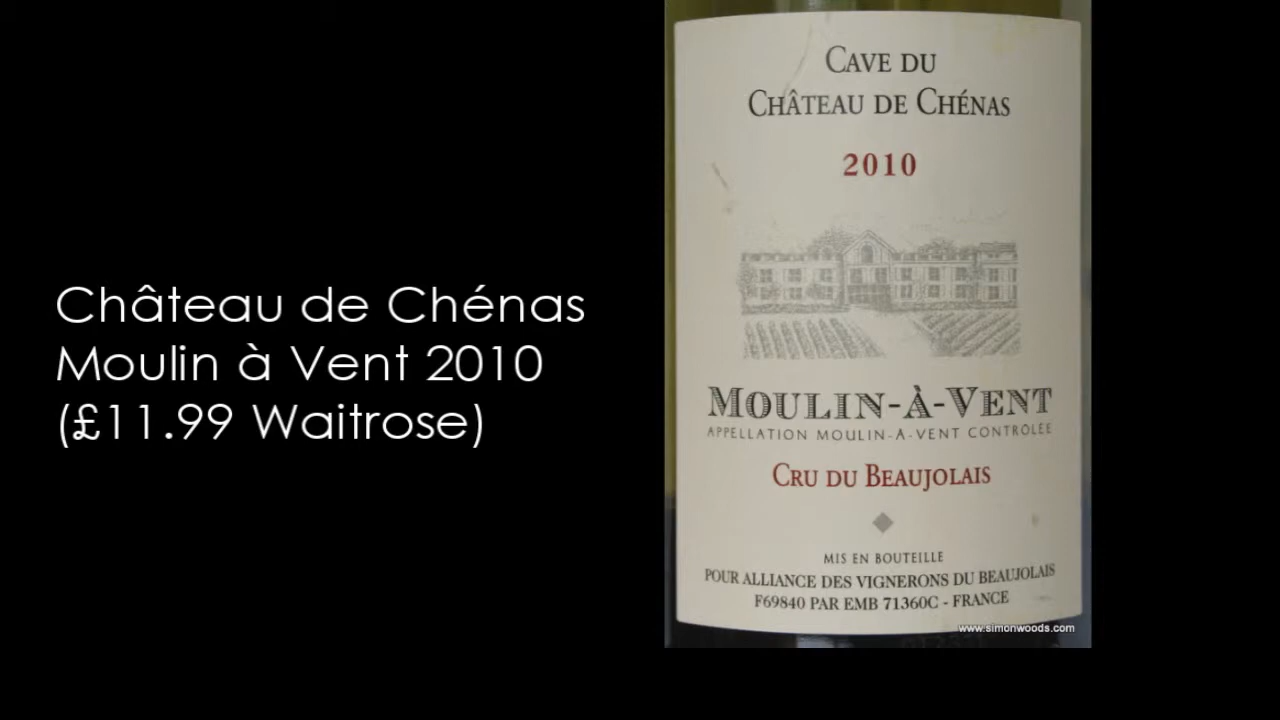 Château de Chénas
Moulin à Vent 2010
(£11.99 Waitrose)
CAVE DU
CHÂTEAU DE CHÉNAS
2010
MOULIN-À-VENT
APPELLATION MOULIN-A-VENT CONTRÔLÉE
CRU DU BEAUJOLAIS
MIS EN BOUTEILLE
POUR ALLIANCE DES VIGNERONS DU BEAUJOLAIS
F69840 PAR EMB 71360C - FRANCE
www.simonwoods.com